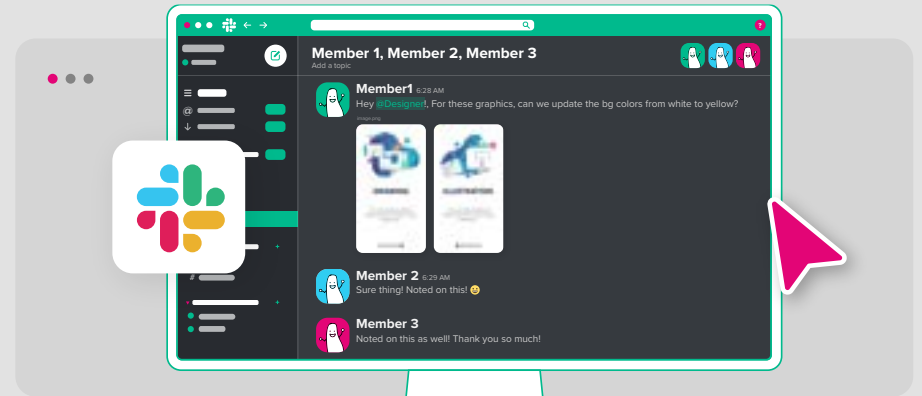 ?
Member 1, Member 2, Member 3
Add a topic
Member1 6:28 AM
Hey @Designer!, For these graphics, can we update the bg colors from white to yellow?
Image.png
@
Member 2 6:29 AM
Sure thing! Noted on this! 😉
#
Member 3
Noted on this as well! Thank you so much!